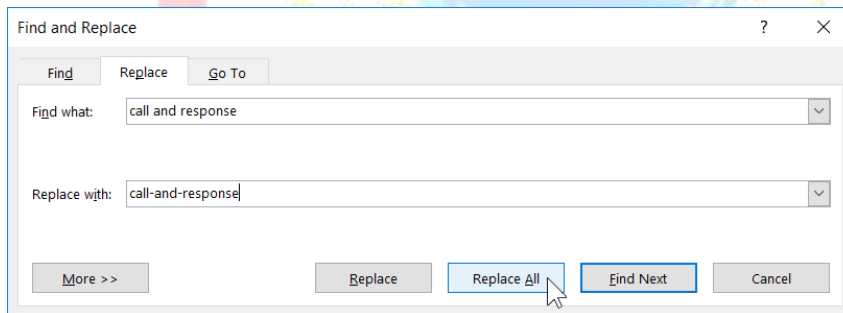 Find and Replace ?
Find Replace Go To
Find what: call and response
Replace with: call-and-response
More >> Replace Replace All Find Next Cancel